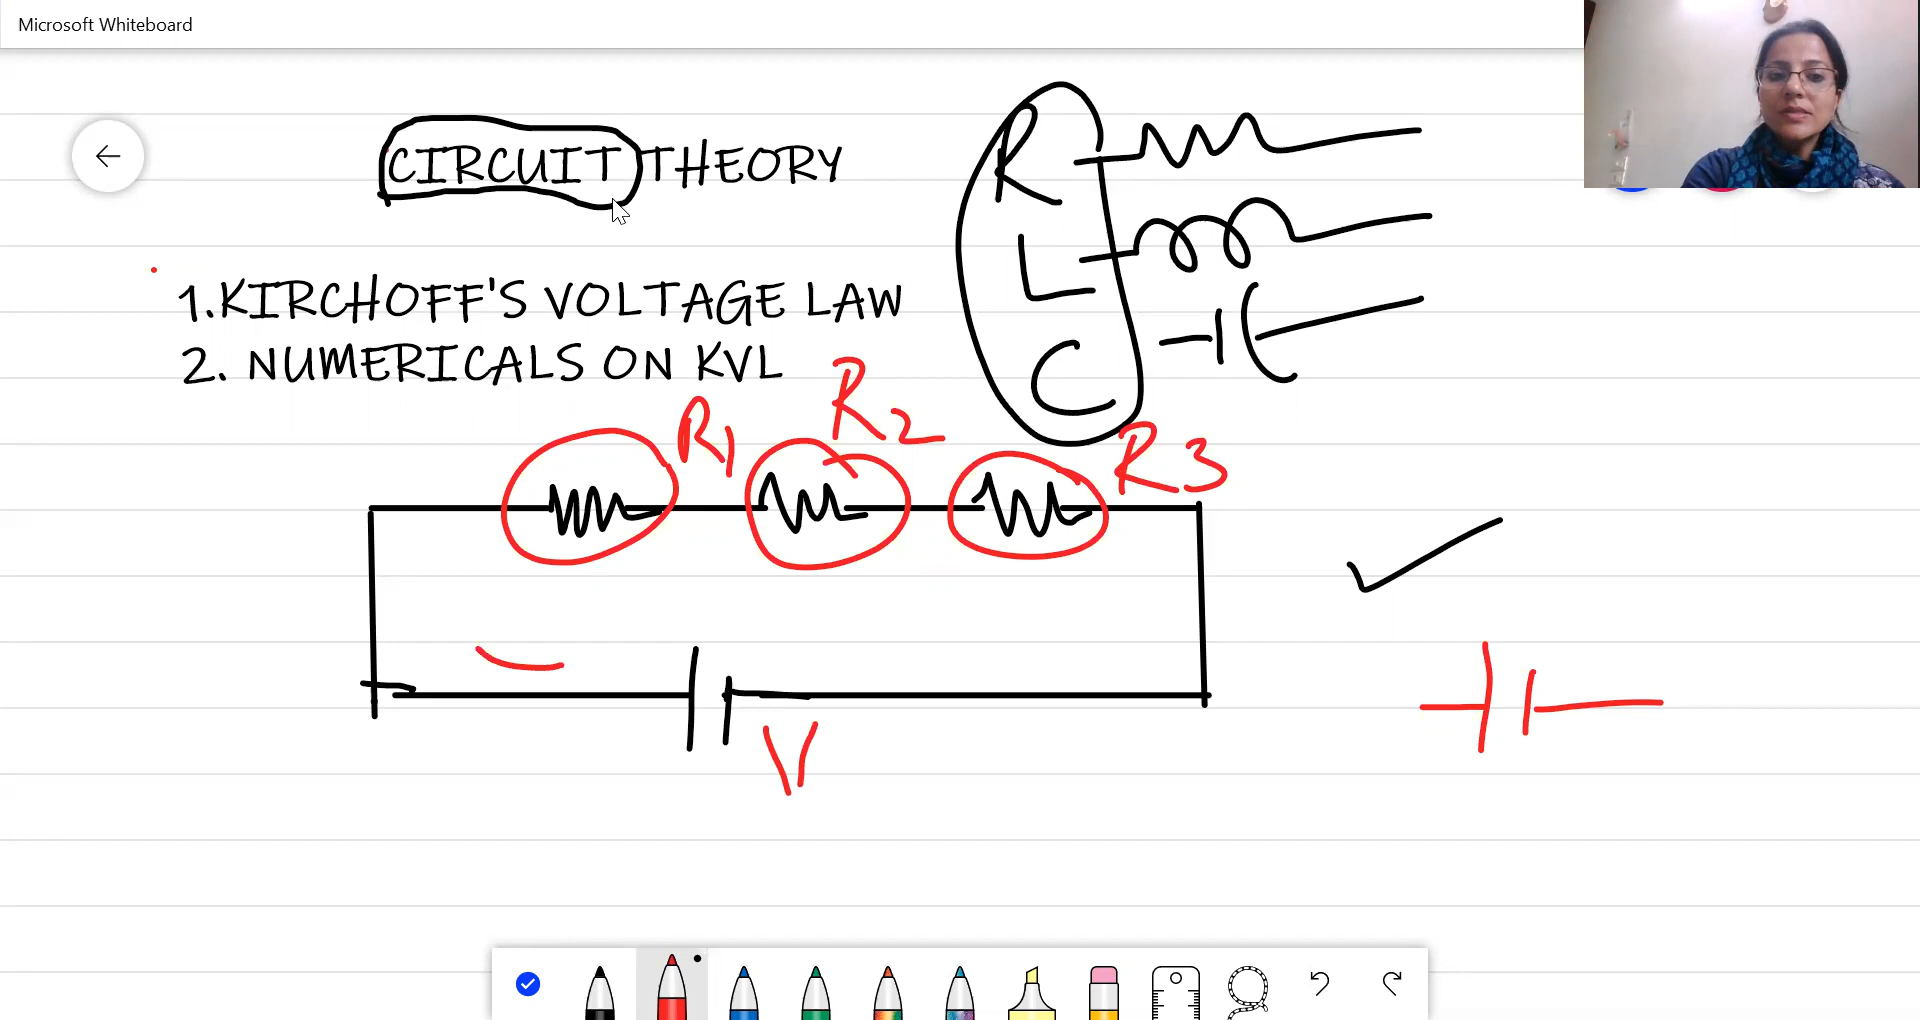 Microsoft Whiteboard
CIRCUIT THEORY
R
L
C
1.KIRCHOFF'S VOLTAGE LAW
2. NUMERICALS ON KVL
R1
R2
R3
V